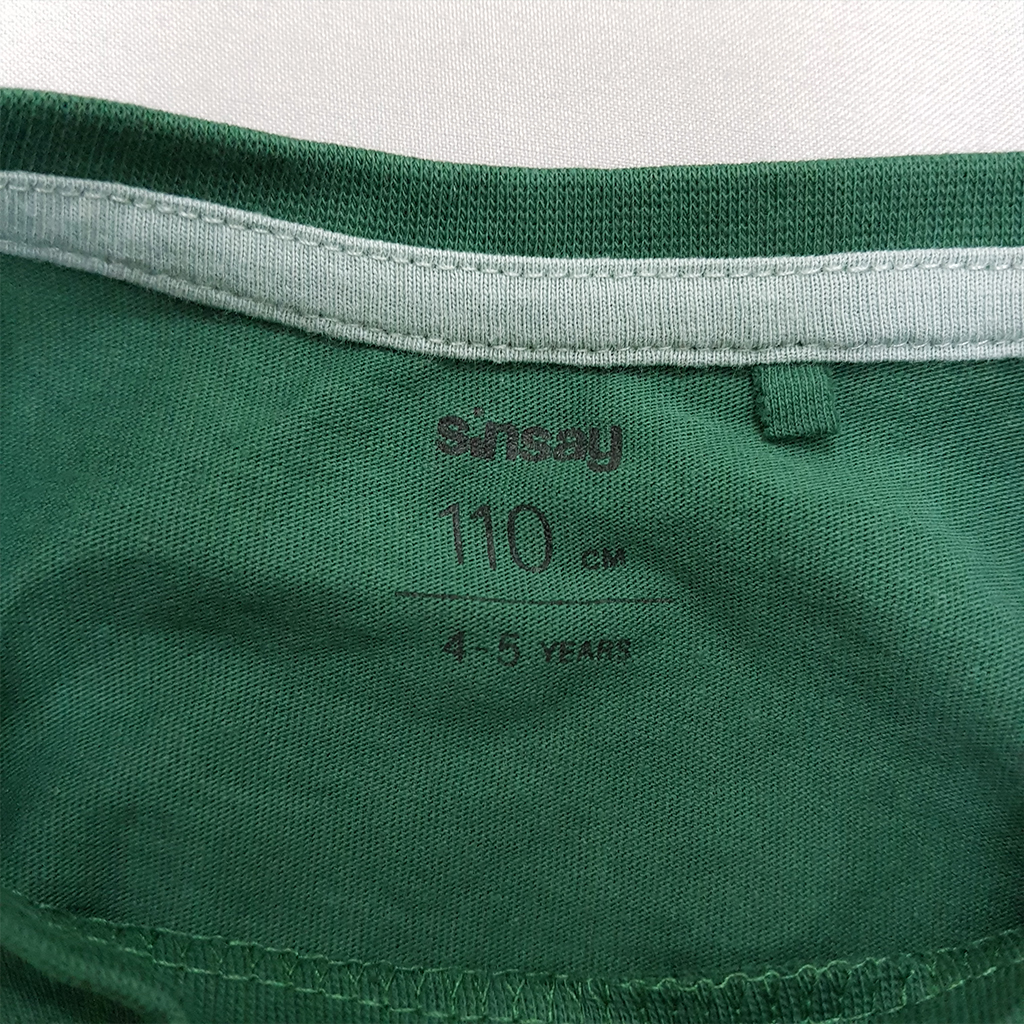 sinsay
110 CM
4-5 YEARS